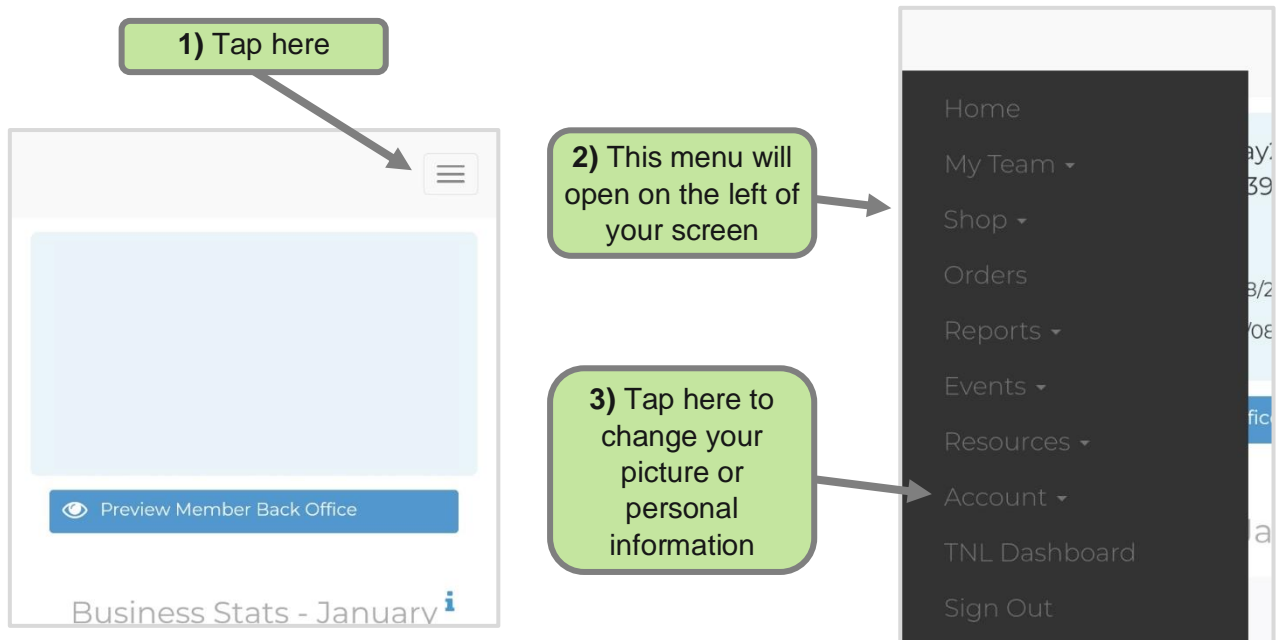 1) Tap here
2) This menu will
open on the left of
your screen
3) Tap here to
change your
picture or
personal
information
Preview Member Back Office
Business Stats - January
i
Home
My Team
Shop
Orders
Reports
Events
Resources
Account
TNL Dashboard
Sign Out
39